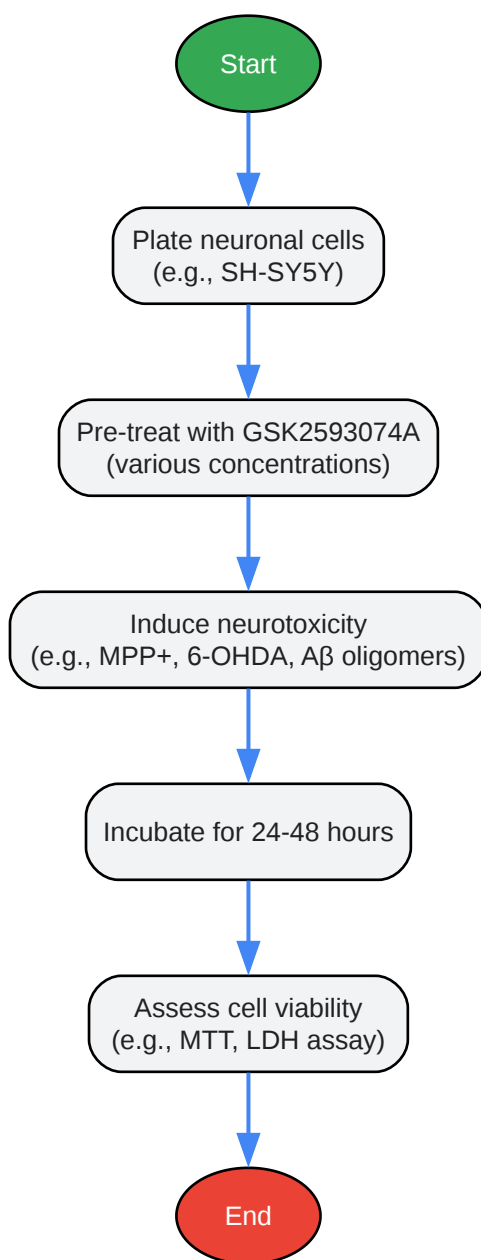 Start
Plate neuronal cells
(e.g., SH-SY5Y)
Pre-treat with GSK2593074A
(various concentrations)
Induce neurotoxicity
(e.g., MPP+, 6-OHDA, Aβ oligomers)
Incubate for 24-48 hours
Assess cell viability
(e.g., MTT, LDH assay)
End